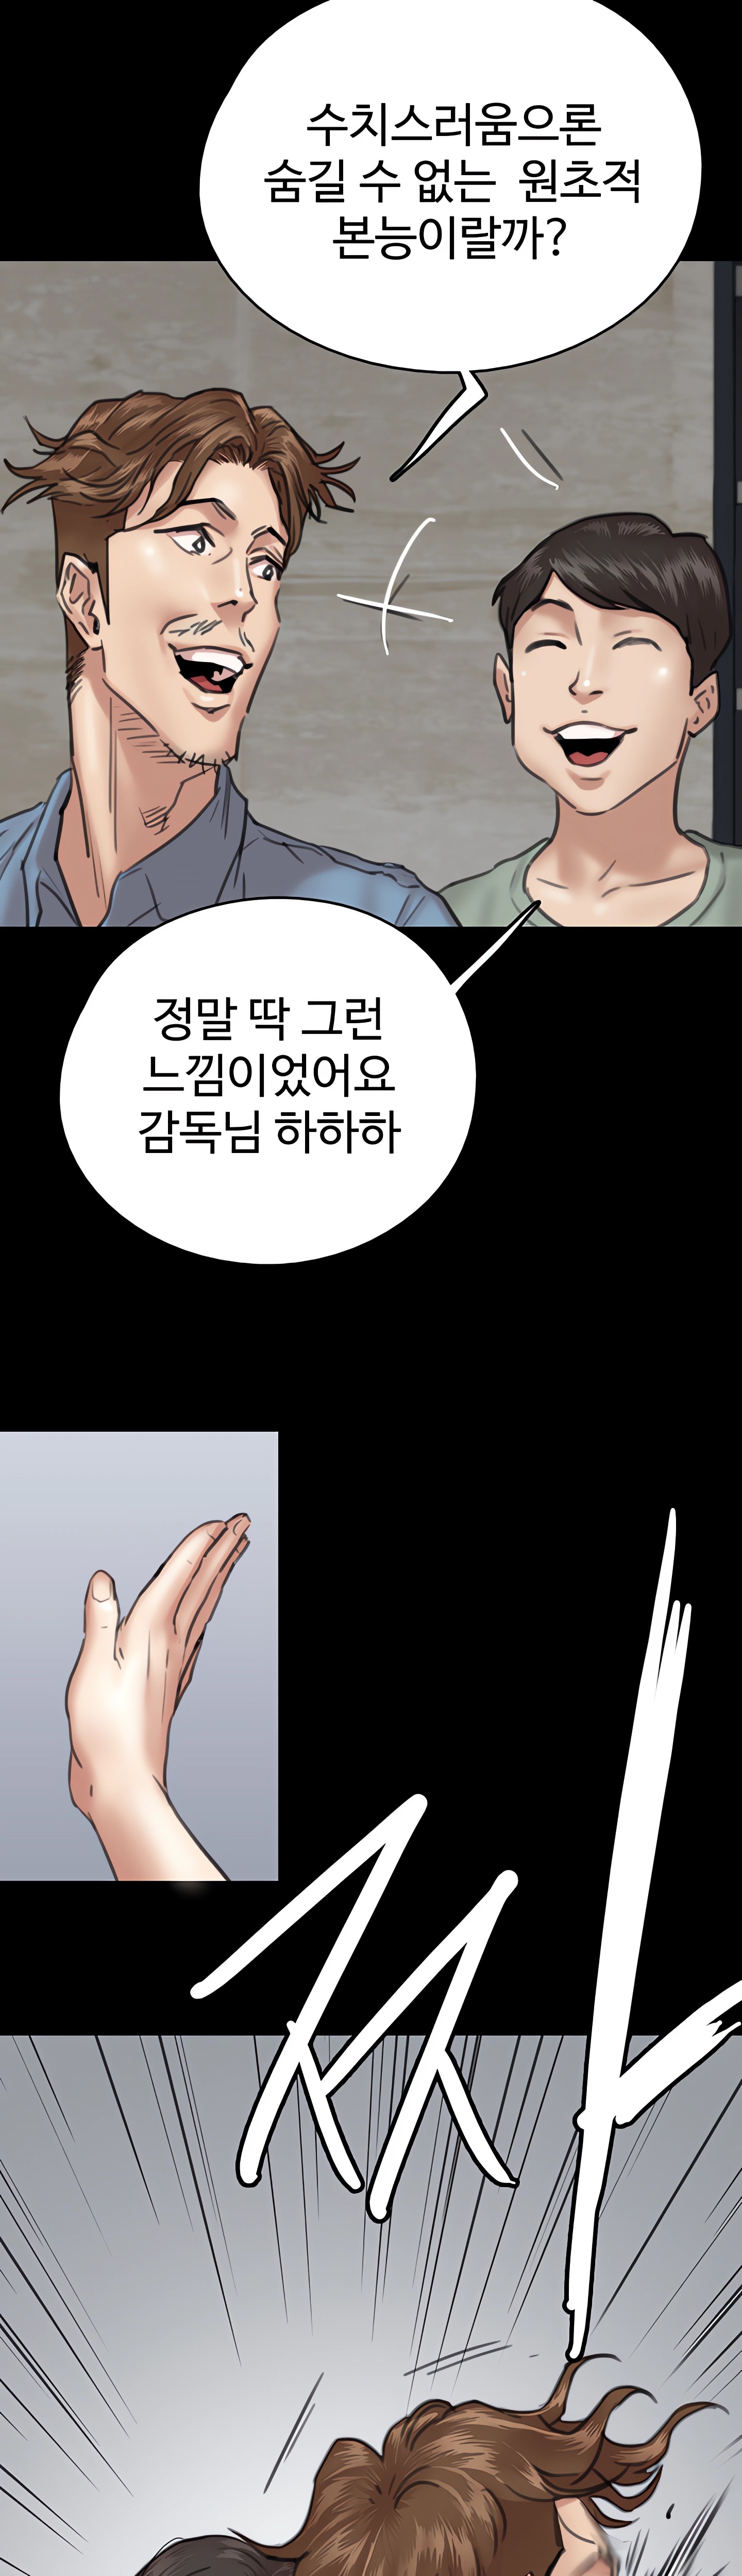 수치스러움으론
숨길 수 없는 원초적
본능이랄까?
정말 딱 그런
느낌이었어요
감독님 하하하
짜